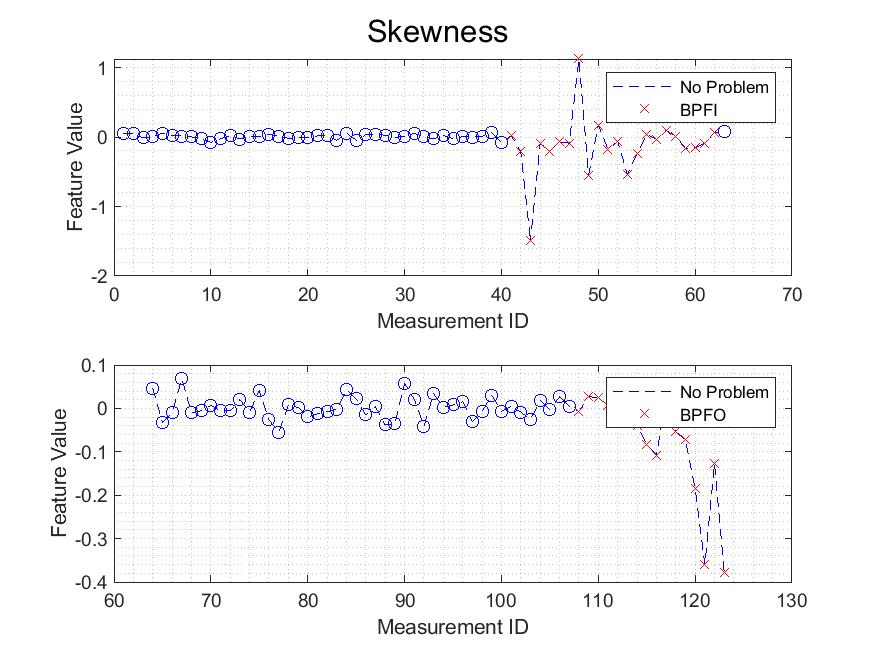 Skewness
1
0
-1
-2
Feature Value
No Problem
BPFI
0 10 20 30 40 50 60 70
Measurement ID
0.1
0
-0.1
-0.2
-0.3
-0.4
Feature Value
No Problem
BPFO
60 70 80 90 100 110 120 130
Measurement ID